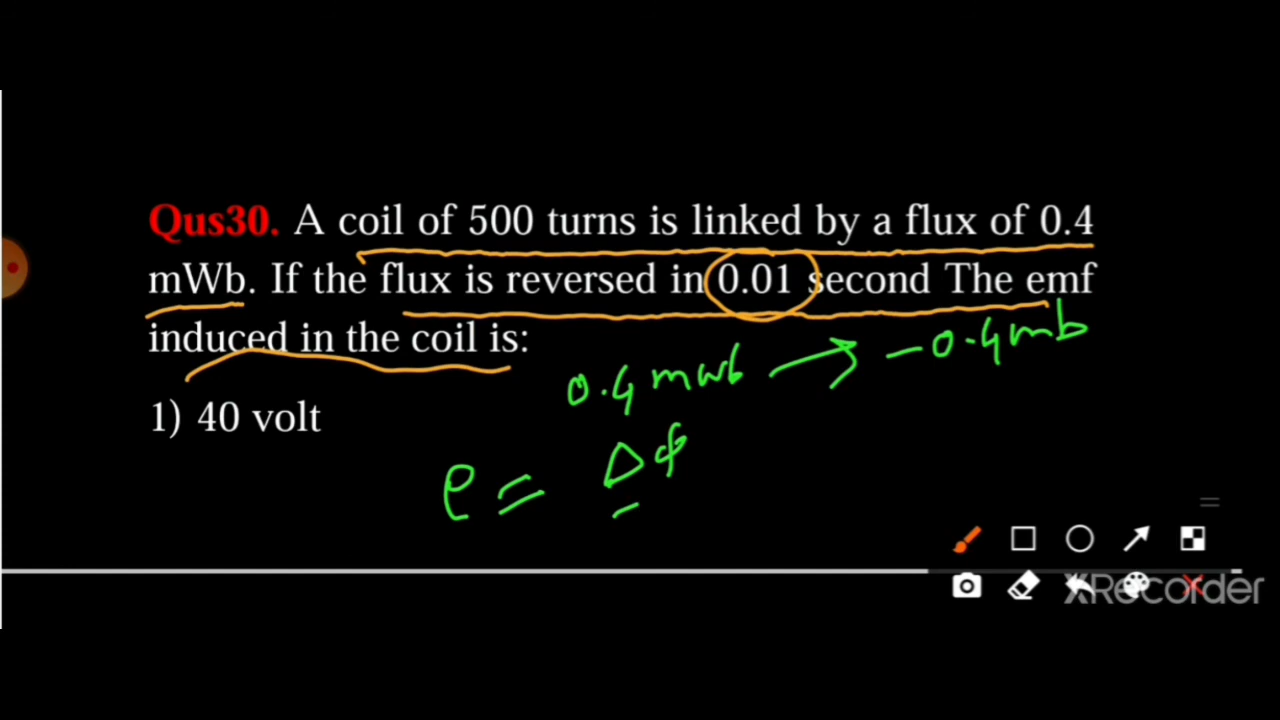 Qus30. A coil of 500 turns is linked by a flux of 0.4
mWb. If the flux is reversed in 0.01 second The emf
induced in the coil is:
0.4 mwb → -0.4mb
1) 40 volt
e = Δφ
XRecorder